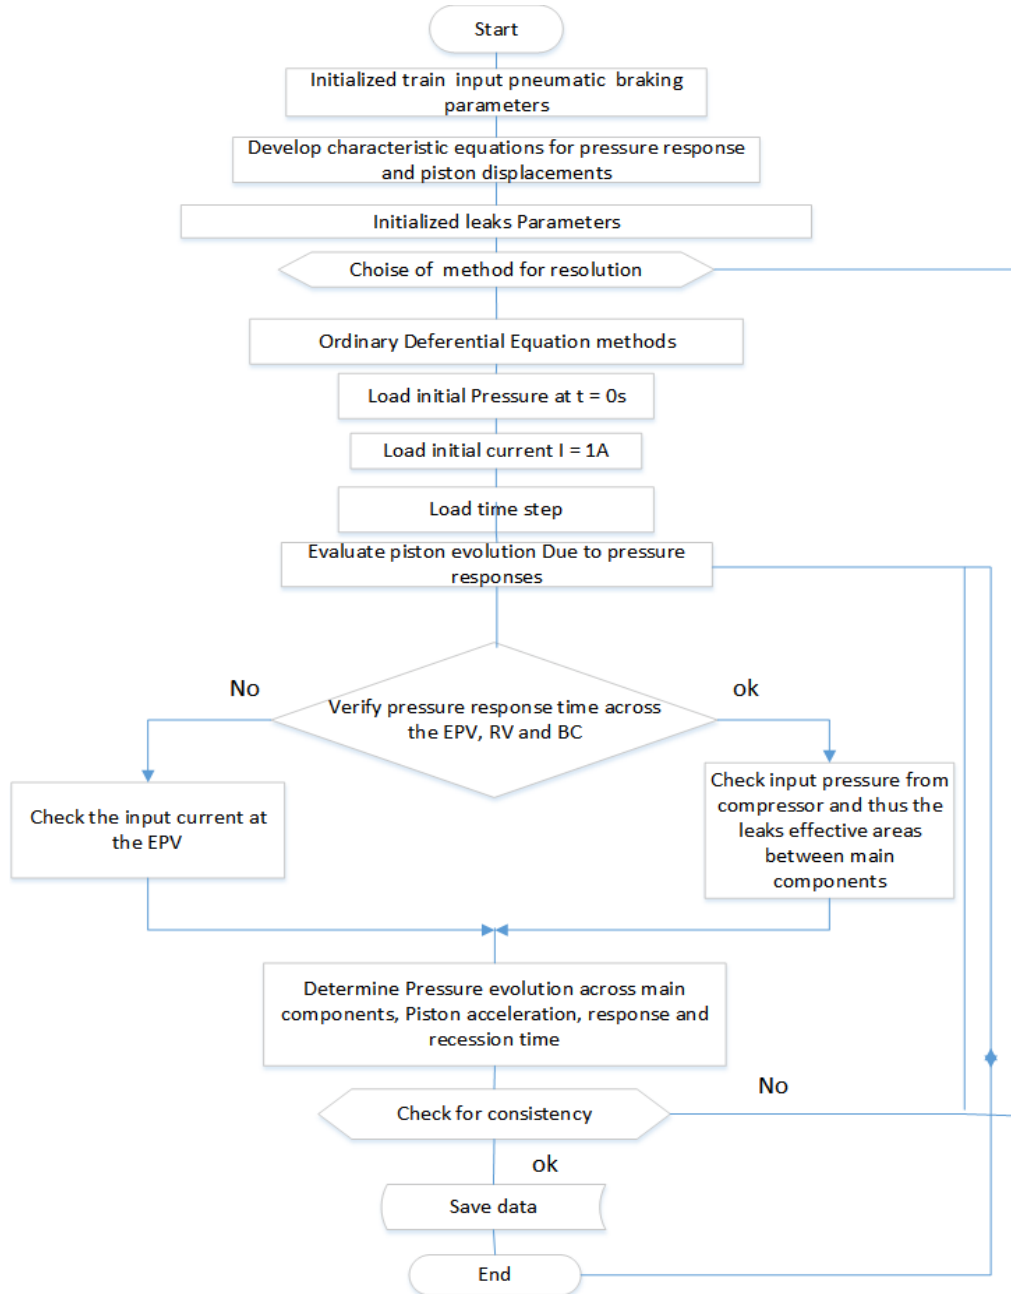 Start
Initialized train input pneumatic braking
parameters
Develop characteristic equations for pressure response
and piston displacements
Initialized leaks Parameters
Choise of method for resolution
Ordinary Deferential Equation methods
Load initial Pressure at t = 0s
Load initial current I = 1A
Load time step
Evaluate piston evolution Due to pressure
responses
No
ok
Verify pressure response time across
the EPV, RV and BC
Check the input current at
the EPV
Check input pressure from
compressor and thus the
leaks effective areas
between main
components
Determine Pressure evolution across main
components, Piston acceleration, response and
recession time
No
Check for consistency
ok
Save data
End